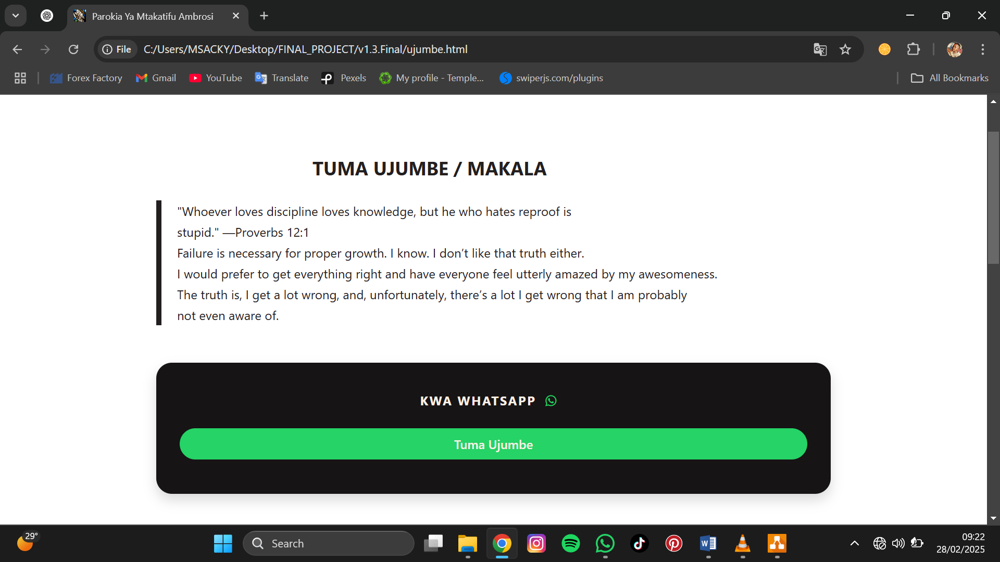 Parokia Ya Mtakatifu Ambrosi
File
C:/Users/MSACKY/Desktop/FINAL_PROJECT/v1.3.Final/ujumbe.html
Forex Factory
Gmail
YouTube
Translate
Pexels
My profile - Temple...
swiperjs.com/plugins
All Bookmarks
TUMA UJUMBE / MAKALA
"Whoever loves discipline loves knowledge, but he who hates reproof is
stupid." —Proverbs 12:1
Failure is necessary for proper growth. I know. I don’t like that truth either.
I would prefer to get everything right and have everyone feel utterly amazed by my awesomeness.
The truth is, I get a lot wrong, and, unfortunately, there’s a lot I get wrong that I am probably
not even aware of.
KWA WHATSAPP
Tuma Ujumbe
29°
Search
09:22
28/02/2025